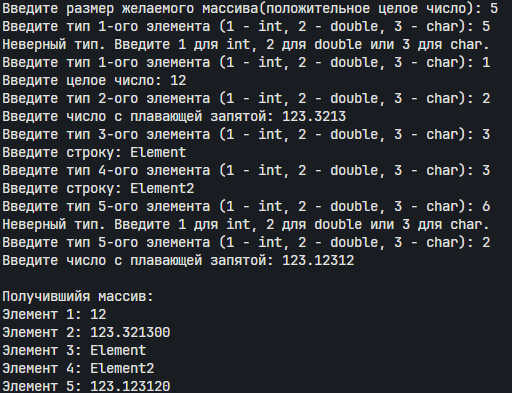 Введите размер желаемого массива(положительное целое число): 5
Введите тип 1-ого элемента (1 - int, 2 - double, 3 - char): 5
Неверный тип. Введите 1 для int, 2 для double или 3 для char.
Введите тип 1-ого элемента (1 - int, 2 - double, 3 - char): 1
Введите целое число: 12
Введите тип 2-ого элемента (1 - int, 2 - double, 3 - char): 2
Введите число с плавающей запятой: 123.3213
Введите тип 3-ого элемента (1 - int, 2 - double, 3 - char): 3
Введите строку: Element
Введите тип 4-ого элемента (1 - int, 2 - double, 3 - char): 3
Введите строку: Element2
Введите тип 5-ого элемента (1 - int, 2 - double, 3 - char): 6
Неверный тип. Введите 1 для int, 2 для double или 3 для char.
Введите тип 5-ого элемента (1 - int, 2 - double, 3 - char): 2
Введите число с плавающей запятой: 123.12312

Получившийя массив:
Элемент 1: 12
Элемент 2: 123.321300
Элемент 3: Element
Элемент 4: Element2
Элемент 5: 123.123120